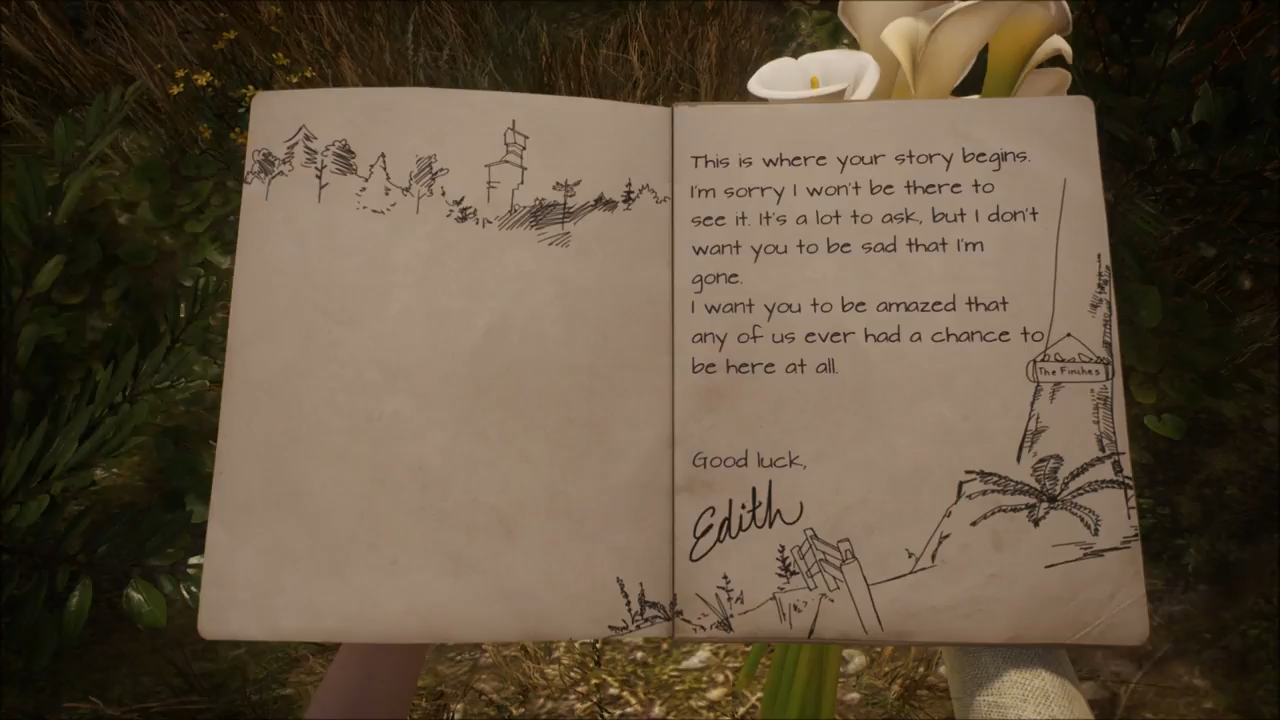 This is where your story begins.
I'm sorry I won't be there to
see it. It's a lot to ask, but I don't
want you to be sad that I'm
gone.
I want you to be amazed that
any of us ever had a chance to
be here at all.
The Finches
Good luck,
Edith